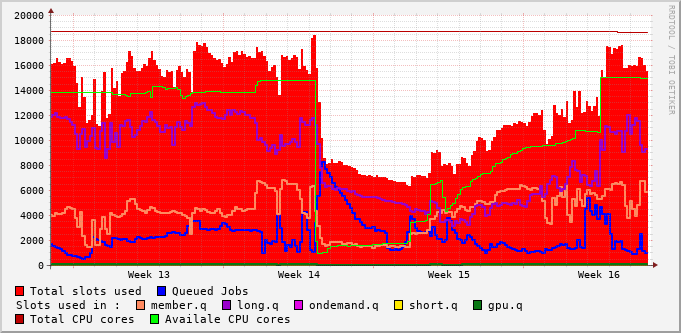 20000
18000
16000
14000
12000
10000
8000
6000
4000
2000
0
Week 13 Week 14 Week 15 Week 16
RRDTOOL / TOBI OETIKER
Total slots used Queued Jobs
Slots used in : member.q long.q ondemand.q short.q gpu.q
Total CPU cores Availale CPU cores